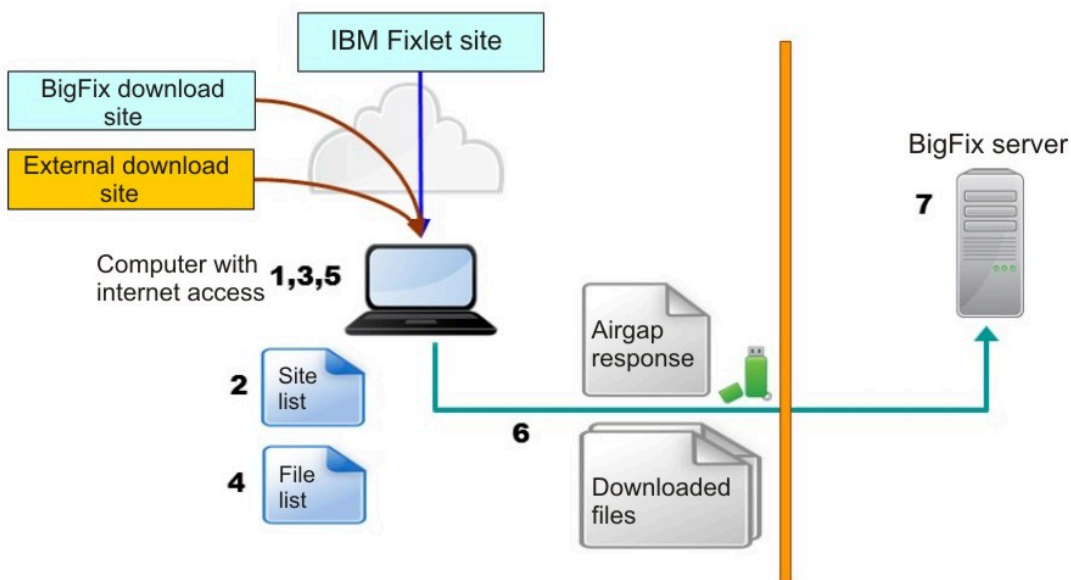 IBM Fixlet site
BigFix download
site
External download
site
BigFix server
7
Computer with
internet access
1,3,5
Airgap
response
2
Site
list
6
4
File
list
Downloaded
files